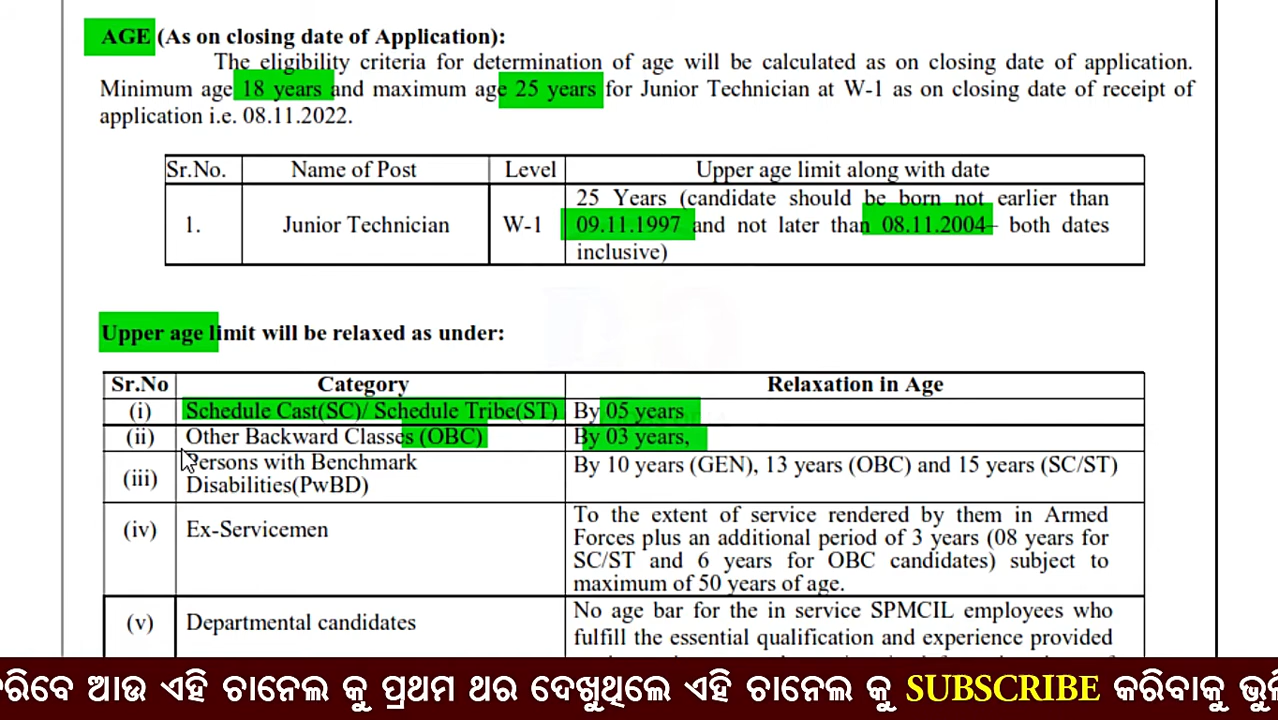 AGE (As on closing date of Application):
The eligibility criteria for determination of age will be calculated as on closing date of application.
Minimum age 18 years and maximum age 25 years for Junior Technician at W-1 as on closing date of receipt of
application i.e. 08.11.2022.
Sr.No. Name of Post Level Upper age limit along with date
1. Junior Technician W-1 25 Years (candidate should be born not earlier than
09.11.1997 and not later than 08.11.2004– both dates
inclusive)
Upper age limit will be relaxed as under:
Sr.No Category Relaxation in Age
(i) Schedule Cast(SC)/ Schedule Tribe(ST) By 05 years
(ii) Other Backward Classes (OBC) By 03 years,
(iii) Persons with Benchmark
Disabilities(PwBD) By 10 years (GEN), 13 years (OBC) and 15 years (SC/ST)
(iv) Ex-Servicemen To the extent of service rendered by them in Armed
Forces plus an additional period of 3 years (08 years for
SC/ST and 6 years for OBC candidates) subject to
maximum of 50 years of age.
(v) Departmental candidates No age bar for the in service SPMCIL employees who
fulfill the essential qualification and experience provided
ଆଉ ଏହି ଚାନେଲ କୁ ପ୍ରଥମ ଥର ଦେଖୁଥିଲେ ଏହି ଚାନେଲ କୁ SUBSCRIBE କରିବାକୁ